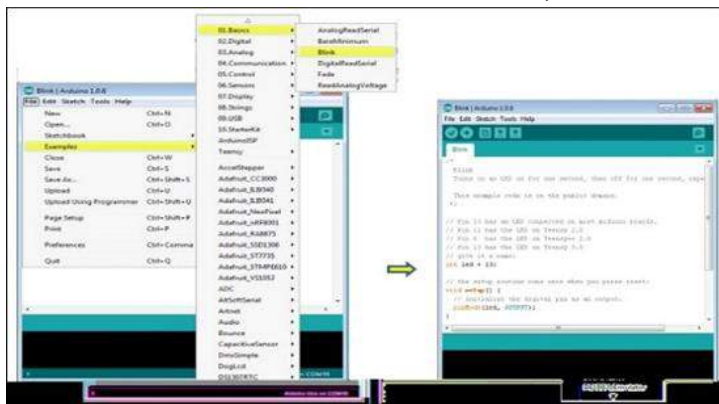 01.Basics
02.Digital
03.Analog
04.Communication
05.Control
06.Sensors
07.Display
08.Strings
09.USB
10.StarterKit
ArduinoISP
Teensy
AccelStepper
Adafruit_CC3000
Adafruit_ILI9340
Adafruit_ILI9341
Adafruit_NeoPixel
Adafruit_nRF8001
Adafruit_RA8875
Adafruit_SSD1306
Adafruit_ST7735
Adafruit_STMPE610
Adafruit_VS1053
ADC
AltSoftSerial
Artnet
Audio
Bounce
CapacitiveSensor
DmxSimple
DogLcd
DS1307RTC
AnalogReadSerial
BareMinimum
Blink
DigitalReadSerial
Fade
ReadAnalogVoltage
Blink | Arduino 1.0.6
File Edit Sketch Tools Help
New Ctrl+N
Open... Ctrl+O
Sketchbook
Examples
Close Ctrl+W
Save Ctrl+S
Save As... Ctrl+Shift+S
Upload Ctrl+U
Upload Using Programmer Ctrl+Shift+U
Page Setup Ctrl+Shift+P
Print Ctrl+P
Preferences Ctrl+Comma
Quit Ctrl+Q
Blink | Arduino 1.0.6
File Edit Sketch Tools Help
Blink
/*
Blink
Turns on an LED on for one second, then off for one second, repe
This example code is in the public domain.
*/
// Pin 13 has an LED connected on most Arduino boards.
// Pin 11 has the LED on Teensy 2.0
// Pin 6 has the LED on Teensy++ 2.0
// Pin 13 has the LED on Teensy 3.0
// give it a name:
int led = 13;
// the setup routine runs once when you press reset:
void setup() {
// initialize the digital pin as an output.
pinMode(led, OUTPUT);
}
Arduino Uno on COM16